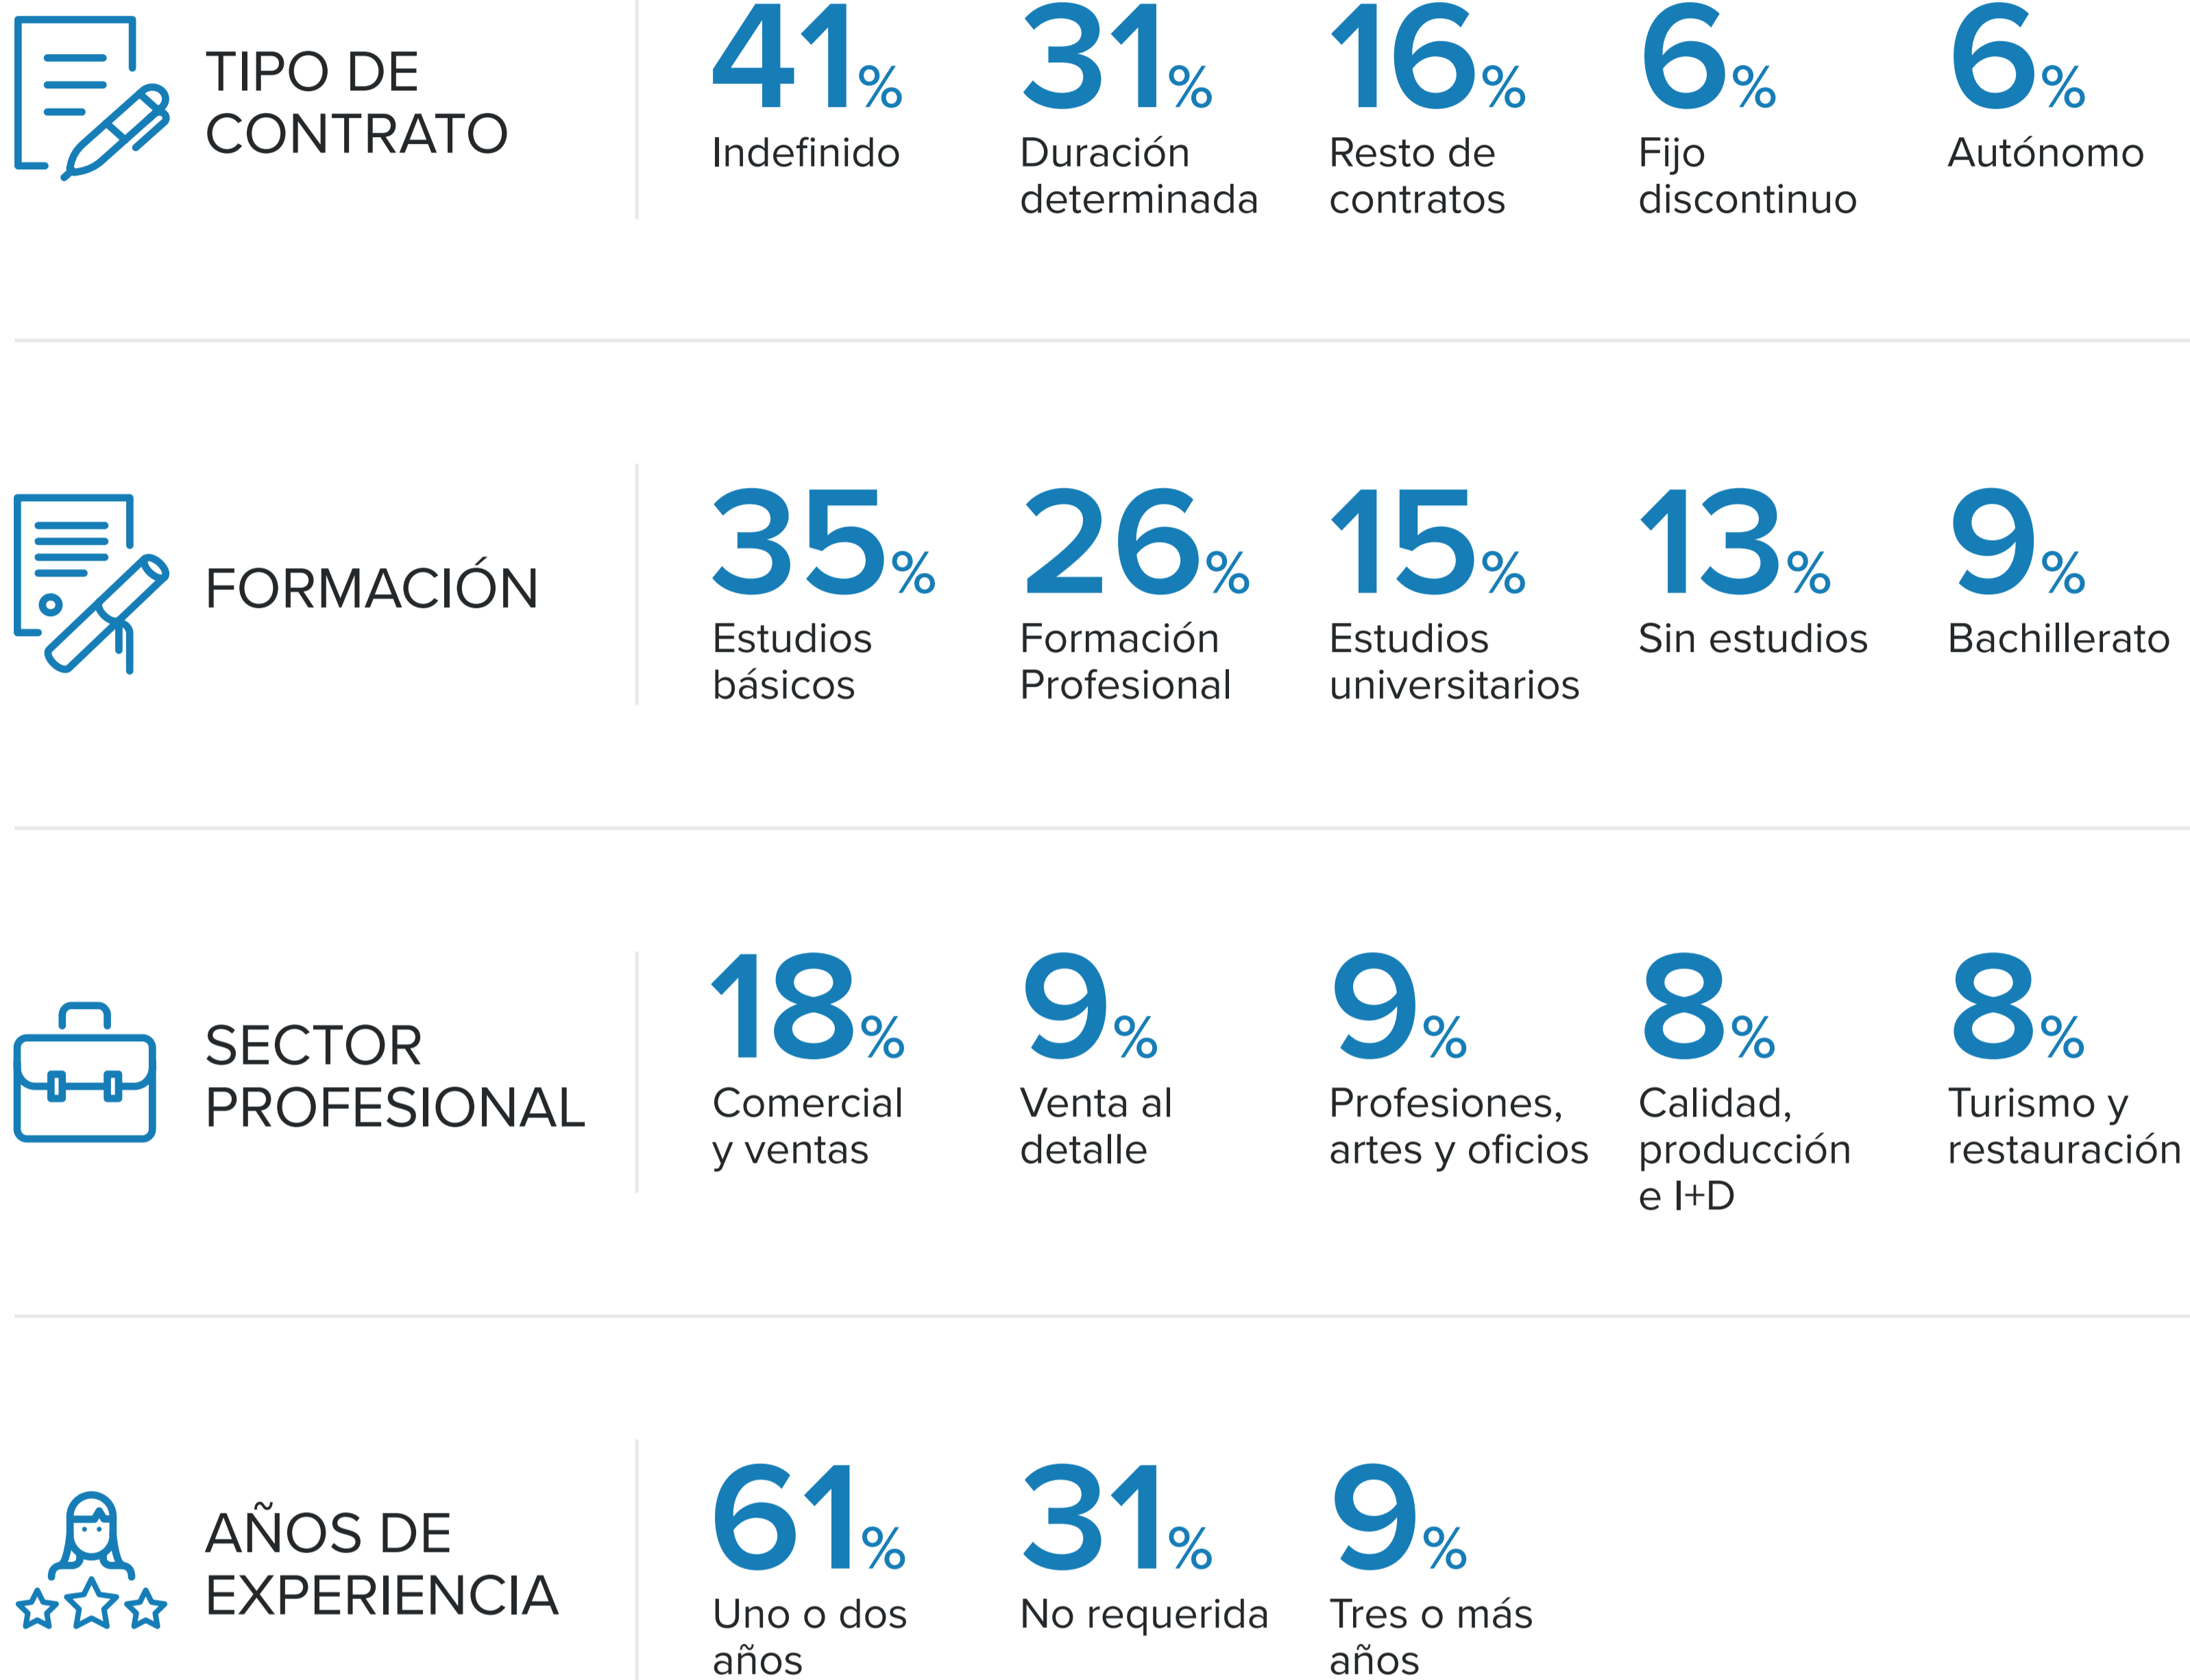 TIPO DE
CONTRATO
41%
Indefinido
31%
Duración
determinada
16%
Resto de
contratos
6%
Fijo
discontinuo
6%
Autónomo
FORMACIÓN
35%
Estudios
básicos
26%
Formación
Profesional
15%
Estudios
universitarios
13%
Sin estudios
9%
Bachillerato
SECTOR
PROFESIONAL
18%
Comercial
y ventas
9%
Venta al
detalle
9%
Profesiones,
artes y oficios
8%
Calidad,
producción
e I+D
8%
Turismo y
restauración
AÑOS DE
EXPERIENCIA
61%
Uno o dos
años
31%
No requerida
9%
Tres o más
años